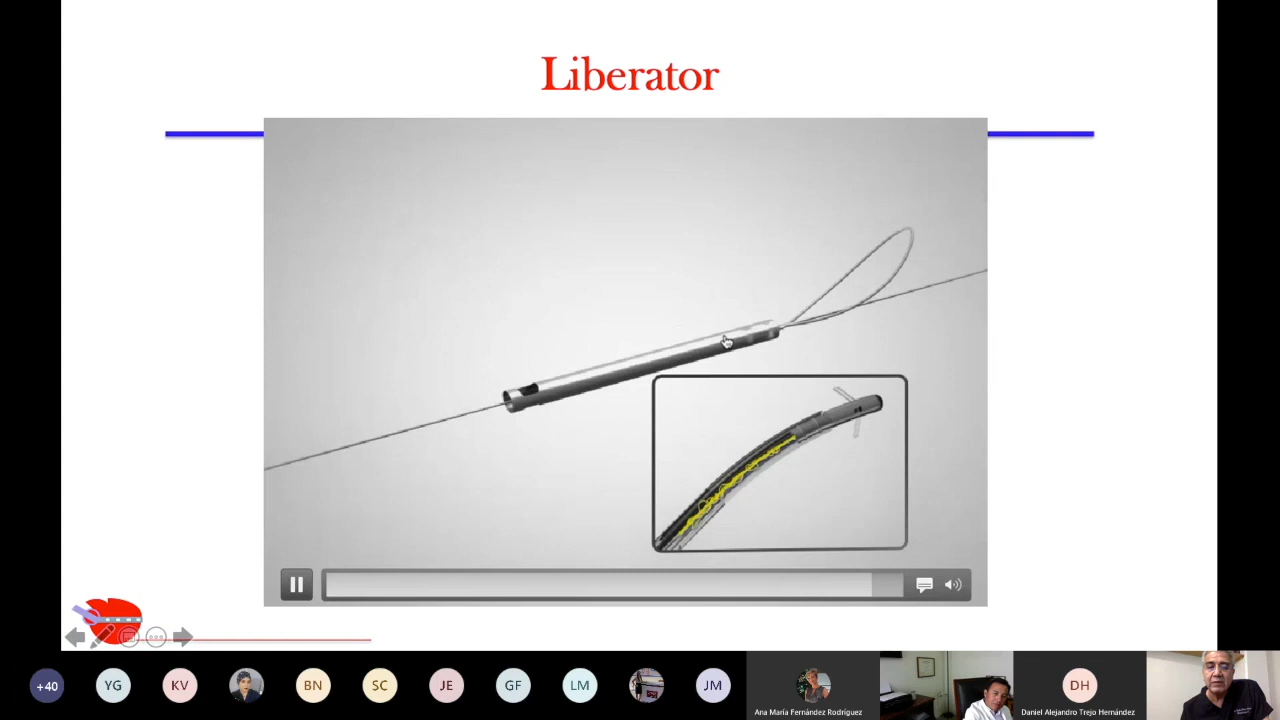 Liberator
+40
YG
KV
BN
SC
JE
GF
LM
JM
Ana María Fernández Rodríguez
DH
Daniel Alejandro Trejo Hernández